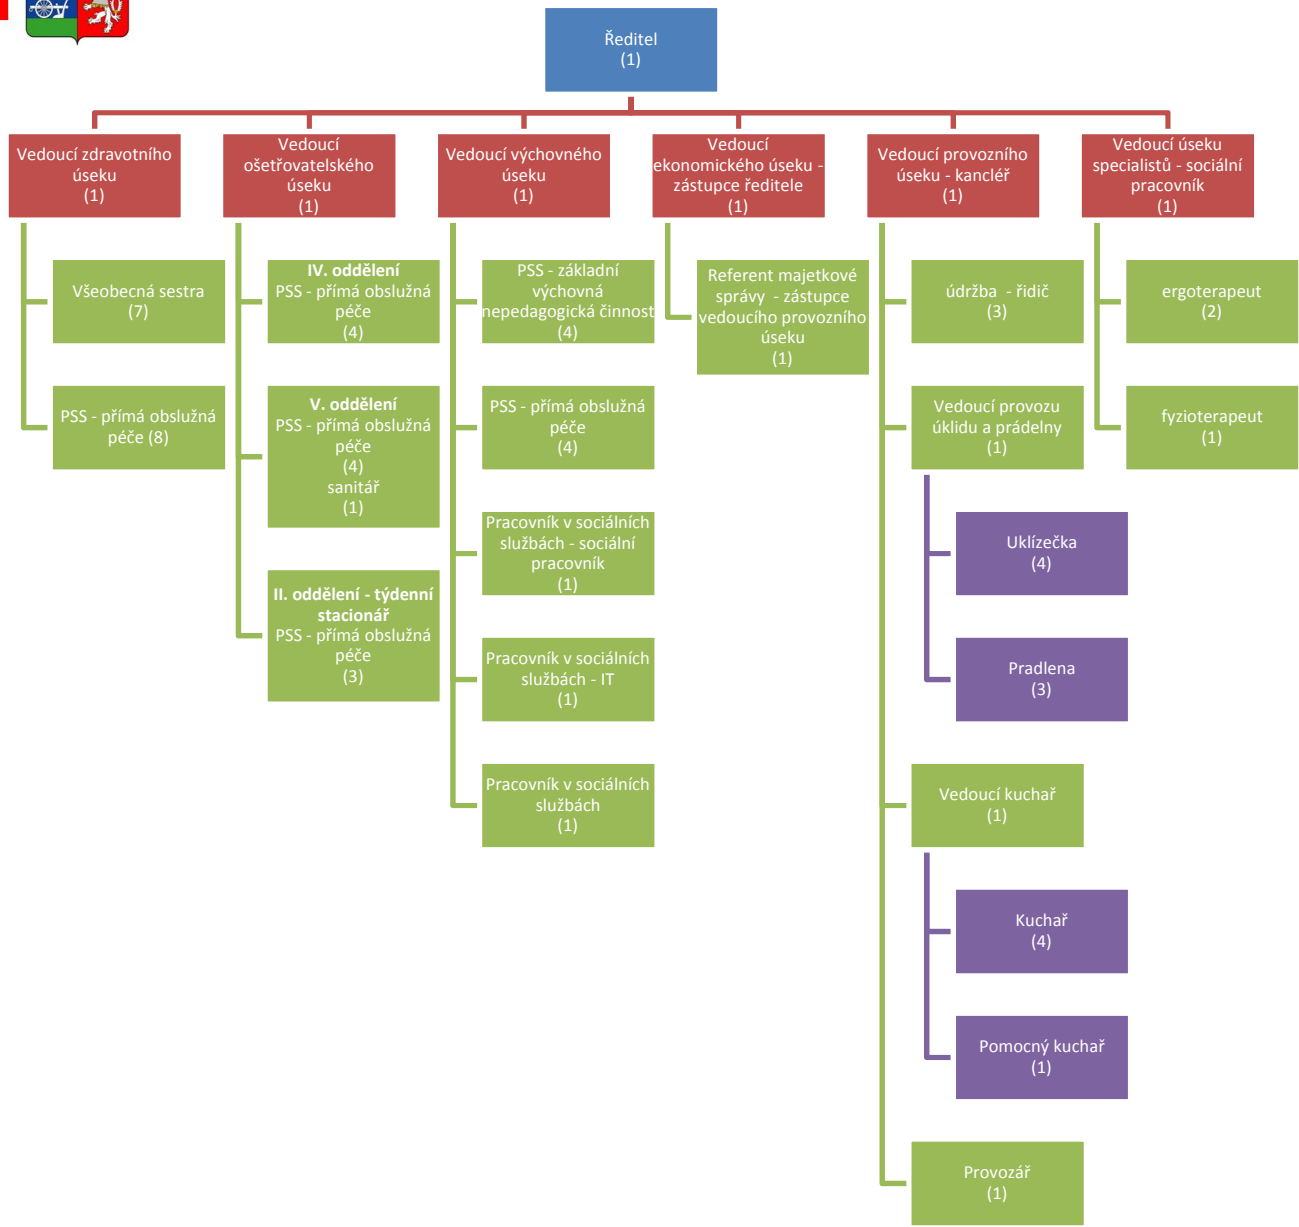 Ředitel
(1)
Vedoucí zdravotního
úseku
(1)
Vedoucí
ošetřovatelského
úseku
(1)
Vedoucí výchovného
úseku
(1)
Vedoucí
ekonomického úseku -
zástupce ředitele
(1)
Vedoucí provozního
úseku - kancléř
(1)
Vedoucí úseku
specialistů - sociální
pracovník
(1)
Všeobecná sestra
(7)
PSS - přímá obslužná
péče (8)
IV. oddělení
PSS - přímá obslužná
péče
(4)
V. oddělení
PSS - přímá obslužná
péče
(4)
sanitář
(1)
II. oddělení - týdenní
stacionář
PSS - přímá obslužná
péče
(3)
PSS - základní
výchovná
nepedagogická činnost
(4)
PSS - přímá obslužná
péče
(4)
Pracovník v sociálních
službách - sociální
pracovník
(1)
Pracovník v sociálních
službách - IT
(1)
Pracovník v sociálních
službách
(1)
Referent majetkové
správy - zástupce
vedoucího provozního
úseku
(1)
údržba - řidič
(3)
Vedoucí provozu
úklidu a prádelny
(1)
Uklízečka
(4)
Pradlena
(3)
Vedoucí kuchař
(1)
Kuchař
(4)
Pomocný kuchař
(1)
Provozář
(1)
ergoterapeut
(2)
fyzioterapeut
(1)